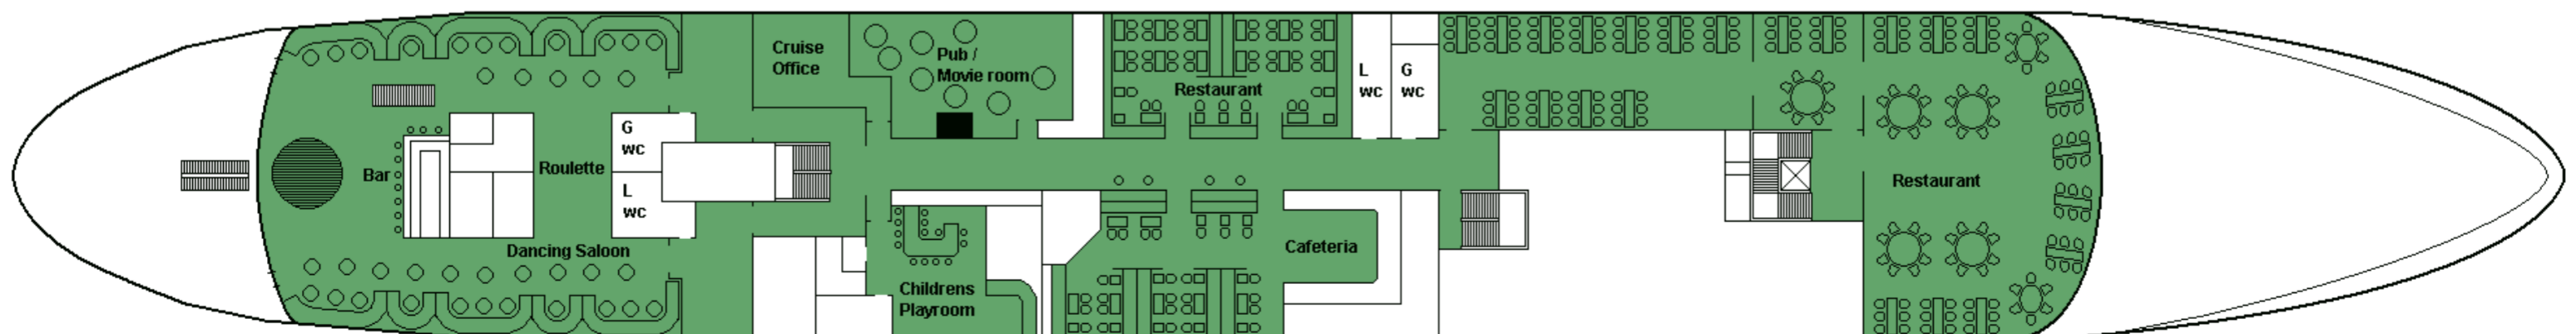 Cruise
Office
Pub /
Movie room
Restaurant
L
wc
G
wc
G
wc
L
wc
Bar
Roulette
Dancing Saloon
Restaurant
Cafeteria
Childrens
Playroom